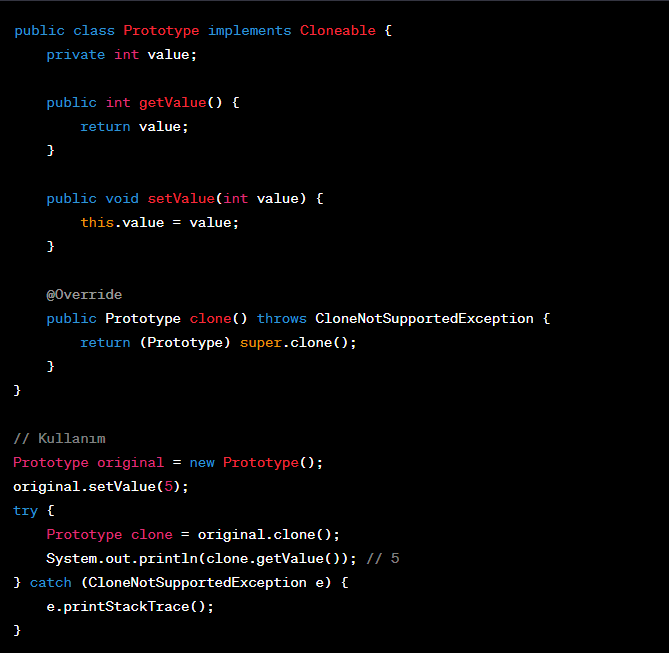 public class Prototype implements Cloneable {
    private int value;

    public int getValue() {
        return value;
    }

    public void setValue(int value) {
        this.value = value;
    }

    @Override
    public Prototype clone() throws CloneNotSupportedException {
        return (Prototype) super.clone();
    }
}

// Kullanım
Prototype original = new Prototype();
original.setValue(5);
try {
    Prototype clone = original.clone();
    System.out.println(clone.getValue()); // 5
} catch (CloneNotSupportedException e) {
    e.printStackTrace();
}